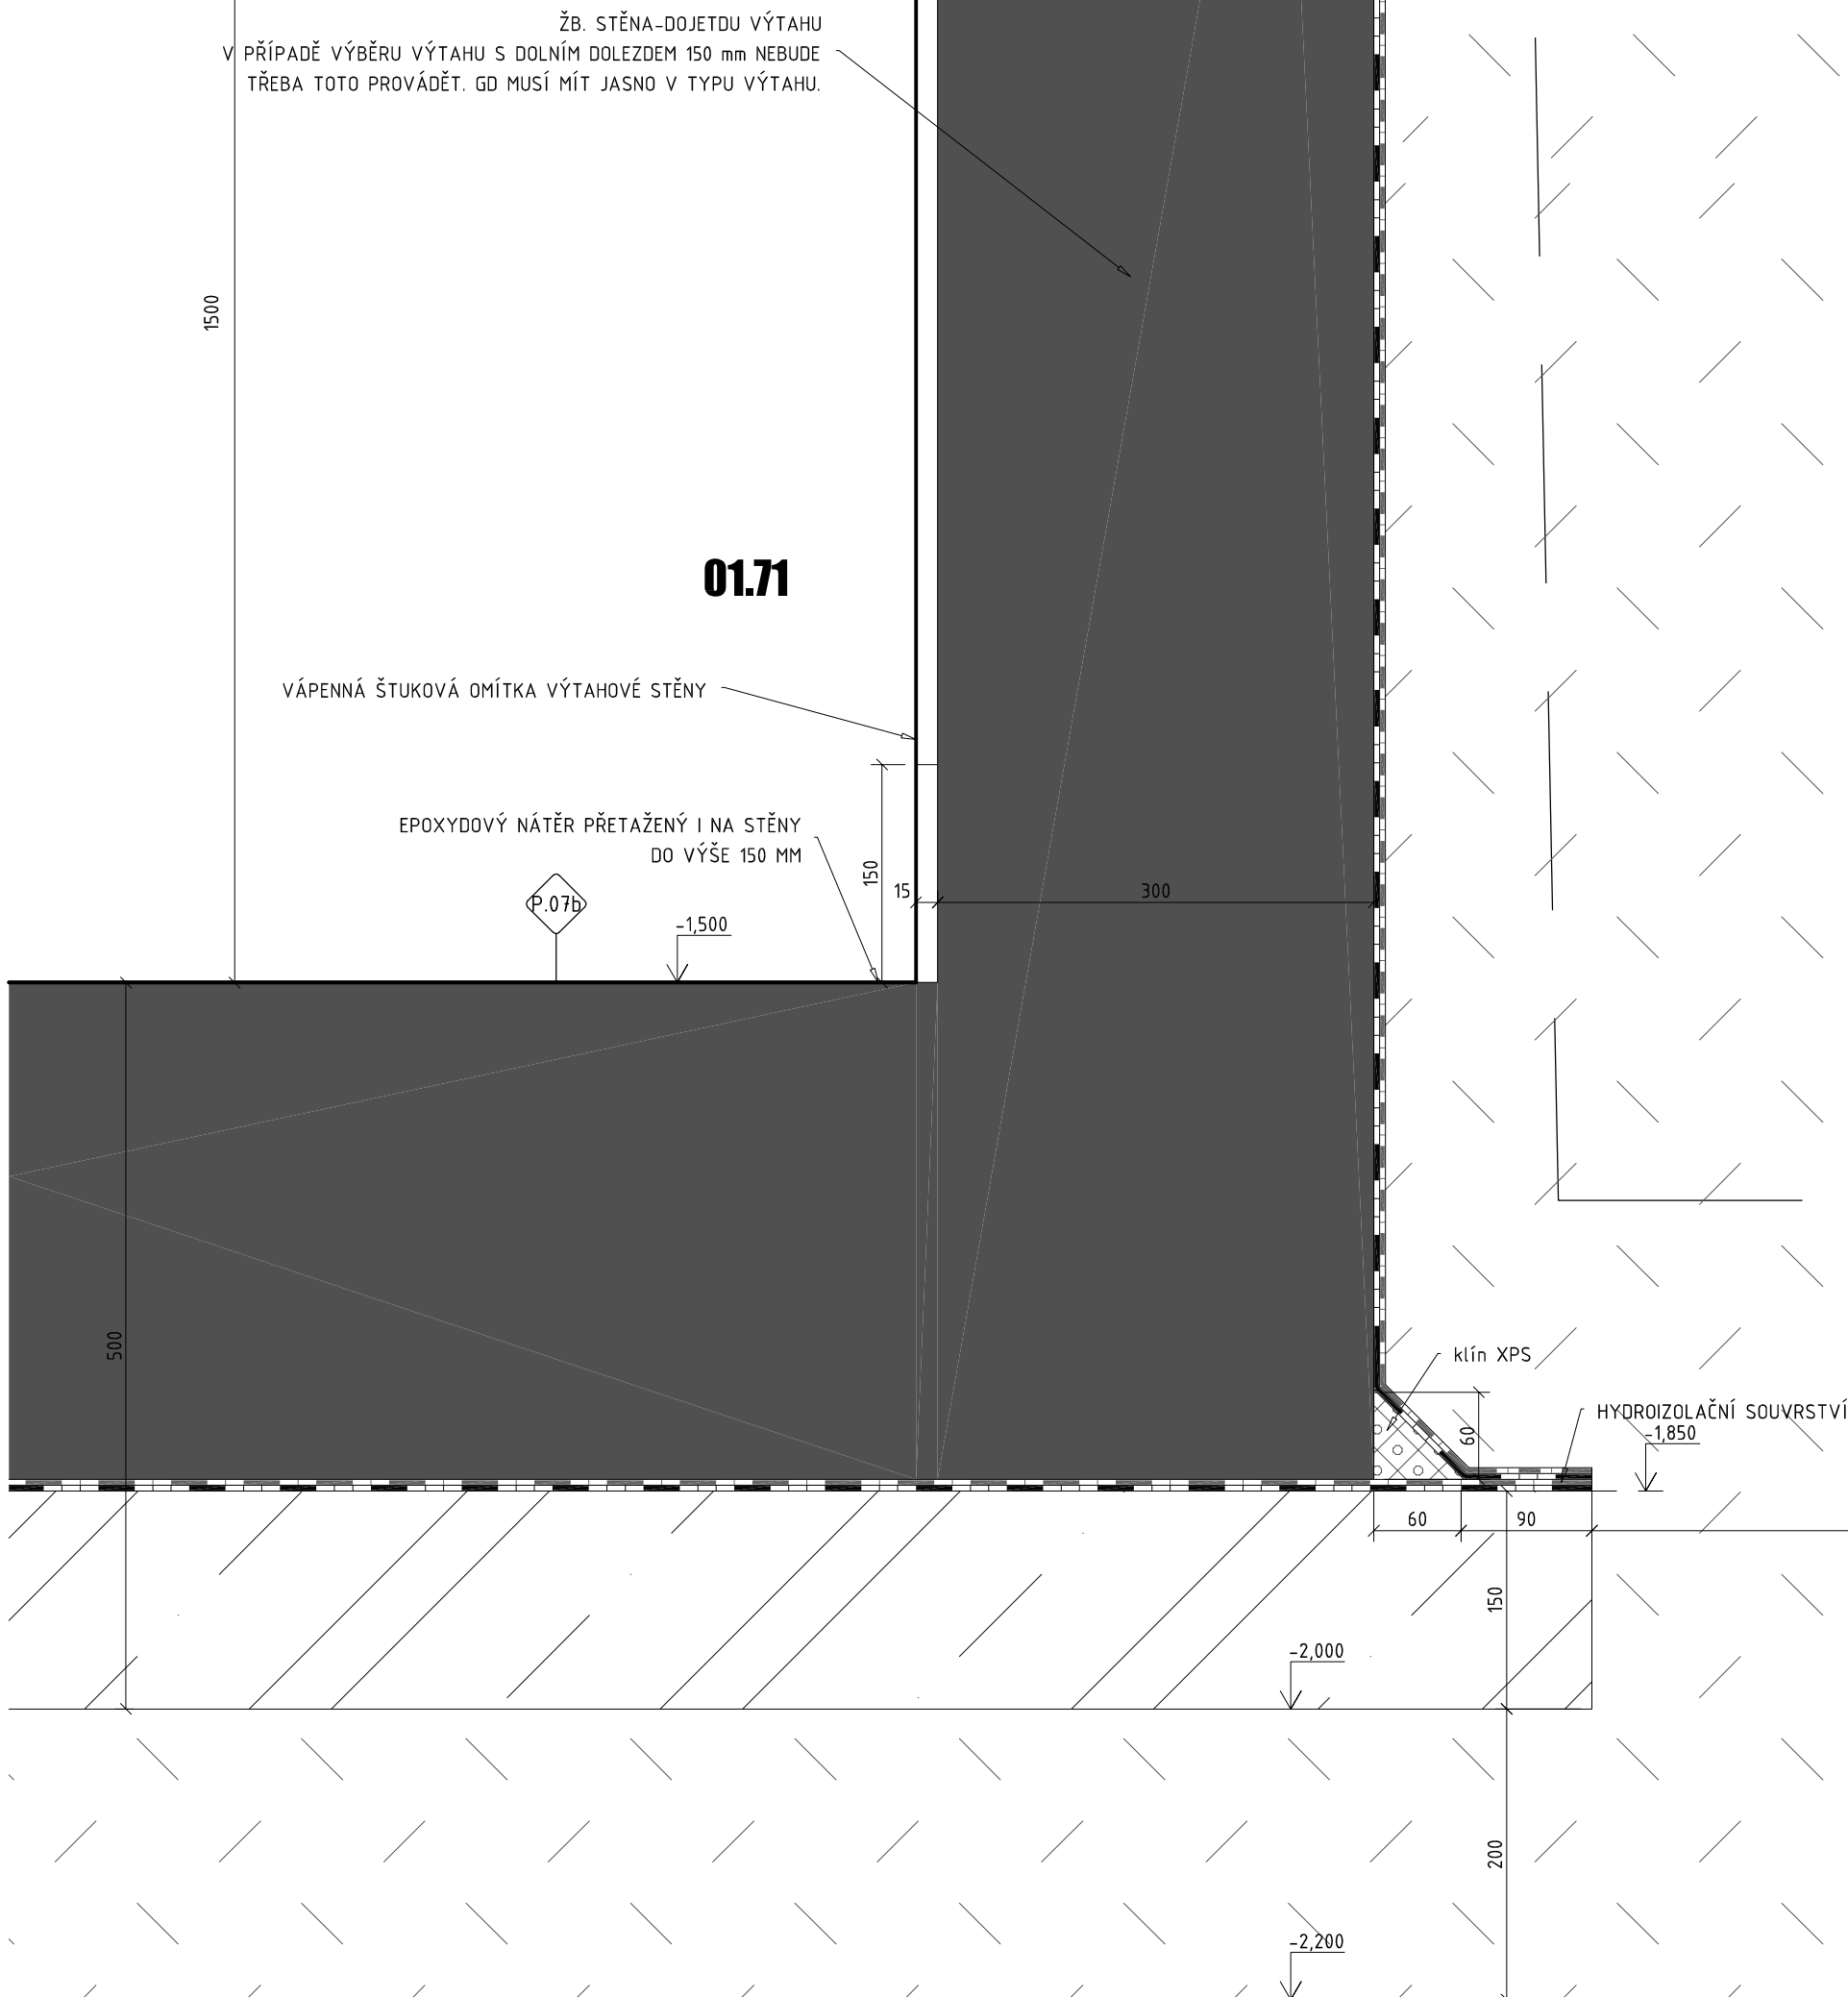 ŽB. STĚNA-DOJETDU VÝTAHU
V PŘÍPADĚ VÝBĚRU VÝTAHU S DOLNÍM DOLEZDEM 150 mm NEBUDE
TŘEBA TOTO PROVÁDĚT. GD MUSÍ MÍT JASNO V TYPU VÝTAHU.
1500
01.71
VÁPENNÁ ŠTUKOVÁ OMÍTKA VÝTAHOVÉ STĚNY
EPOXYDOVÝ NÁTĚR PŘETAŽENÝ I NA STĚNY
DO VÝŠE 150 MM
150
15
300
P.07b
-1,500
500
klín XPS
HYDROIZOLAČNÍ SOUVRSTVÍ
60
-1,850
60
90
150
-2,000
200
-2,200